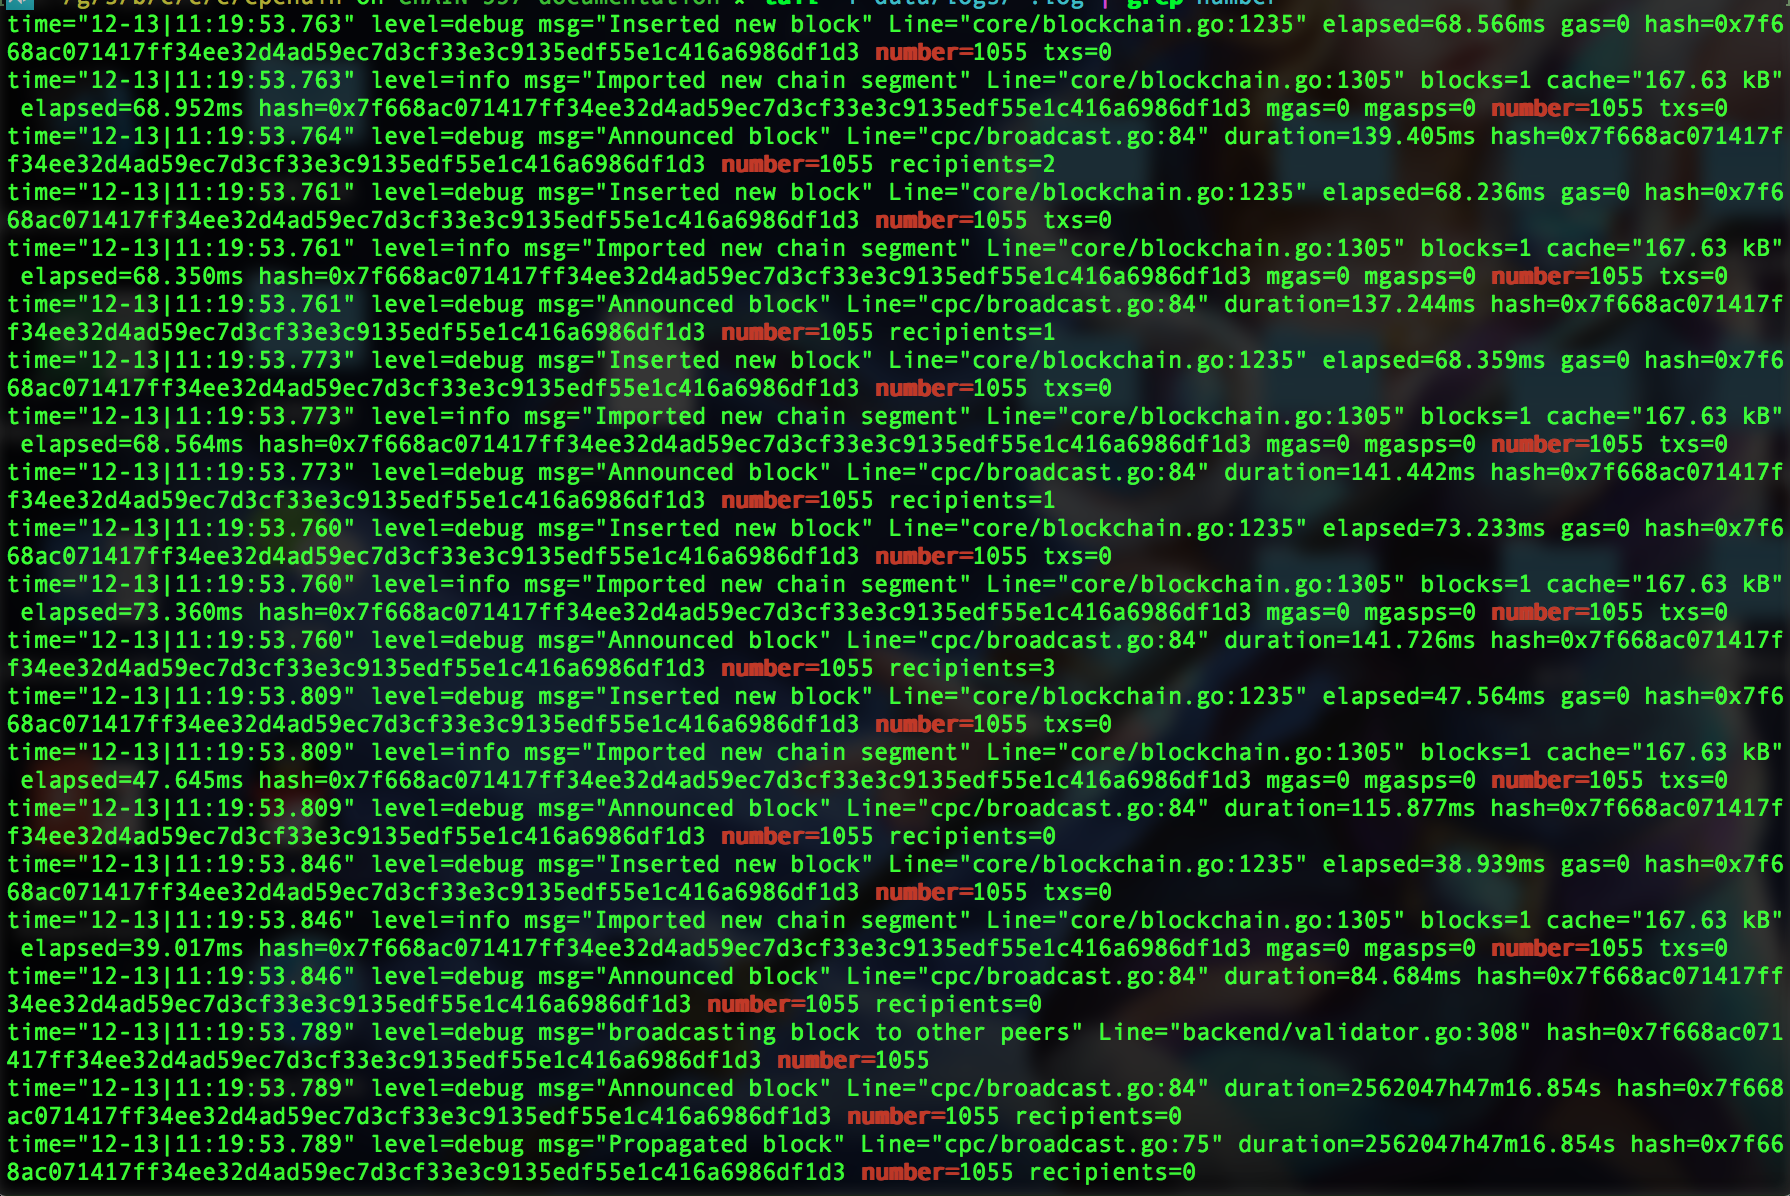 time="12-13|11:19:53.763" level=debug msg="Inserted new block" Line="core/blockchain.go:1235" elapsed=68.566ms gas=0 hash=0x7f6
68ac071417ff34ee32d4ad59ec7d3cf33e3c9135edf55e1c416a6986df1d3 number=1055 txs=0
time="12-13|11:19:53.763" level=info msg="Imported new chain segment" Line="core/blockchain.go:1305" blocks=1 cache="167.63 kB"
 elapsed=68.952ms hash=0x7f668ac071417ff34ee32d4ad59ec7d3cf33e3c9135edf55e1c416a6986df1d3 mgas=0 mgasps=0 number=1055 txs=0
time="12-13|11:19:53.764" level=debug msg="Announced block" Line="cpc/broadcast.go:84" duration=139.405ms hash=0x7f668ac071417f
f34ee32d4ad59ec7d3cf33e3c9135edf55e1c416a6986df1d3 number=1055 recipients=2
time="12-13|11:19:53.761" level=debug msg="Inserted new block" Line="core/blockchain.go:1235" elapsed=68.236ms gas=0 hash=0x7f6
68ac071417ff34ee32d4ad59ec7d3cf33e3c9135edf55e1c416a6986df1d3 number=1055 txs=0
time="12-13|11:19:53.761" level=info msg="Imported new chain segment" Line="core/blockchain.go:1305" blocks=1 cache="167.63 kB"
 elapsed=68.350ms hash=0x7f668ac071417ff34ee32d4ad59ec7d3cf33e3c9135edf55e1c416a6986df1d3 mgas=0 mgasps=0 number=1055 txs=0
time="12-13|11:19:53.761" level=debug msg="Announced block" Line="cpc/broadcast.go:84" duration=137.244ms hash=0x7f668ac071417f
f34ee32d4ad59ec7d3cf33e3c9135edf55e1c416a6986df1d3 number=1055 recipients=1
time="12-13|11:19:53.773" level=debug msg="Inserted new block" Line="core/blockchain.go:1235" elapsed=68.359ms gas=0 hash=0x7f6
68ac071417ff34ee32d4ad59ec7d3cf33e3c9135edf55e1c416a6986df1d3 number=1055 txs=0
time="12-13|11:19:53.773" level=info msg="Imported new chain segment" Line="core/blockchain.go:1305" blocks=1 cache="167.63 kB"
 elapsed=68.564ms hash=0x7f668ac071417ff34ee32d4ad59ec7d3cf33e3c9135edf55e1c416a6986df1d3 mgas=0 mgasps=0 number=1055 txs=0
time="12-13|11:19:53.773" level=debug msg="Announced block" Line="cpc/broadcast.go:84" duration=141.442ms hash=0x7f668ac071417f
f34ee32d4ad59ec7d3cf33e3c9135edf55e1c416a6986df1d3 number=1055 recipients=1
time="12-13|11:19:53.760" level=debug msg="Inserted new block" Line="core/blockchain.go:1235" elapsed=73.233ms gas=0 hash=0x7f6
68ac071417ff34ee32d4ad59ec7d3cf33e3c9135edf55e1c416a6986df1d3 number=1055 txs=0
time="12-13|11:19:53.760" level=info msg="Imported new chain segment" Line="core/blockchain.go:1305" blocks=1 cache="167.63 kB"
 elapsed=73.360ms hash=0x7f668ac071417ff34ee32d4ad59ec7d3cf33e3c9135edf55e1c416a6986df1d3 mgas=0 mgasps=0 number=1055 txs=0
time="12-13|11:19:53.760" level=debug msg="Announced block" Line="cpc/broadcast.go:84" duration=141.726ms hash=0x7f668ac071417f
f34ee32d4ad59ec7d3cf33e3c9135edf55e1c416a6986df1d3 number=1055 recipients=3
time="12-13|11:19:53.809" level=debug msg="Inserted new block" Line="core/blockchain.go:1235" elapsed=47.564ms gas=0 hash=0x7f6
68ac071417ff34ee32d4ad59ec7d3cf33e3c9135edf55e1c416a6986df1d3 number=1055 txs=0
time="12-13|11:19:53.809" level=info msg="Imported new chain segment" Line="core/blockchain.go:1305" blocks=1 cache="167.63 kB"
 elapsed=47.645ms hash=0x7f668ac071417ff34ee32d4ad59ec7d3cf33e3c9135edf55e1c416a6986df1d3 mgas=0 mgasps=0 number=1055 txs=0
time="12-13|11:19:53.809" level=debug msg="Announced block" Line="cpc/broadcast.go:84" duration=115.877ms hash=0x7f668ac071417f
f34ee32d4ad59ec7d3cf33e3c9135edf55e1c416a6986df1d3 number=1055 recipients=0
time="12-13|11:19:53.846" level=debug msg="Inserted new block" Line="core/blockchain.go:1235" elapsed=38.939ms gas=0 hash=0x7f6
68ac071417ff34ee32d4ad59ec7d3cf33e3c9135edf55e1c416a6986df1d3 number=1055 txs=0
time="12-13|11:19:53.846" level=info msg="Imported new chain segment" Line="core/blockchain.go:1305" blocks=1 cache="167.63 kB"
 elapsed=39.017ms hash=0x7f668ac071417ff34ee32d4ad59ec7d3cf33e3c9135edf55e1c416a6986df1d3 mgas=0 mgasps=0 number=1055 txs=0
time="12-13|11:19:53.846" level=debug msg="Announced block" Line="cpc/broadcast.go:84" duration=84.684ms hash=0x7f668ac071417ff
34ee32d4ad59ec7d3cf33e3c9135edf55e1c416a6986df1d3 number=1055 recipients=0
time="12-13|11:19:53.789" level=debug msg="broadcasting block to other peers" Line="backend/validator.go:308" hash=0x7f668ac071
417ff34ee32d4ad59ec7d3cf33e3c9135edf55e1c416a6986df1d3 number=1055
time="12-13|11:19:53.789" level=debug msg="Announced block" Line="cpc/broadcast.go:84" duration=2562047h47m16.854s hash=0x7f668
ac071417ff34ee32d4ad59ec7d3cf33e3c9135edf55e1c416a6986df1d3 number=1055 recipients=0
time="12-13|11:19:53.789" level=debug msg="Propagated block" Line="cpc/broadcast.go:75" duration=2562047h47m16.854s hash=0x7f66
8ac071417ff34ee32d4ad59ec7d3cf33e3c9135edf55e1c416a6986df1d3 number=1055 recipients=0